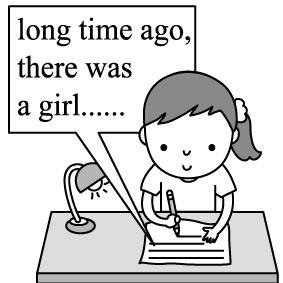 long time ago,
there was
a girl......